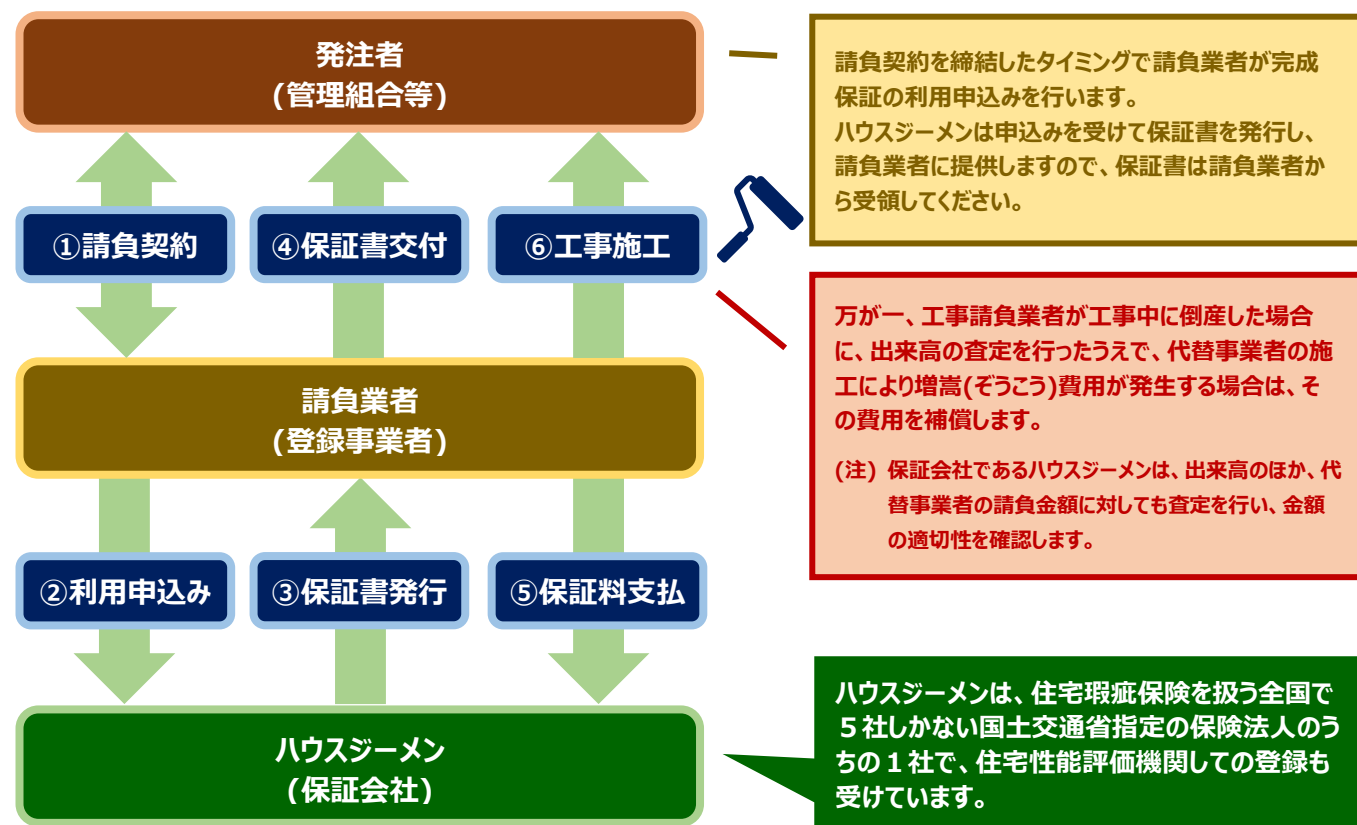 発注者
(管理組合等)
①請負契約
④保証書交付
⑥工事施工
請負業者
(登録事業者)
②利用申込み
③保証書発行
⑤保証料支払
ハウスジーメン
(保証会社)
請負契約を締結したタイミングで請負業者が完成
保証の利用申込みを行います。
ハウスジーメンは申込みを受けて保証書を発行し、
請負業者に提供しますので、保証書は請負業者か
ら受領してください。
万が一、工事請負業者が工事中に倒産した場合
に、出来高の査定を行ったうえで、代替事業者の施
工により増嵩(ぞうこう)費用が発生する場合は、そ
の費用を補償します。
(注) 保証会社であるハウスジーメンは、出来高のほか、代
替事業者の請負金額に対しても査定を行い、金額
の適切性を確認します。
ハウスジーメンは、住宅瑕疵保険を扱う全国で
５社しかない国土交通省指定の保険法人のう
ちの１社で、住宅性能評価機関しての登録も
受けています。